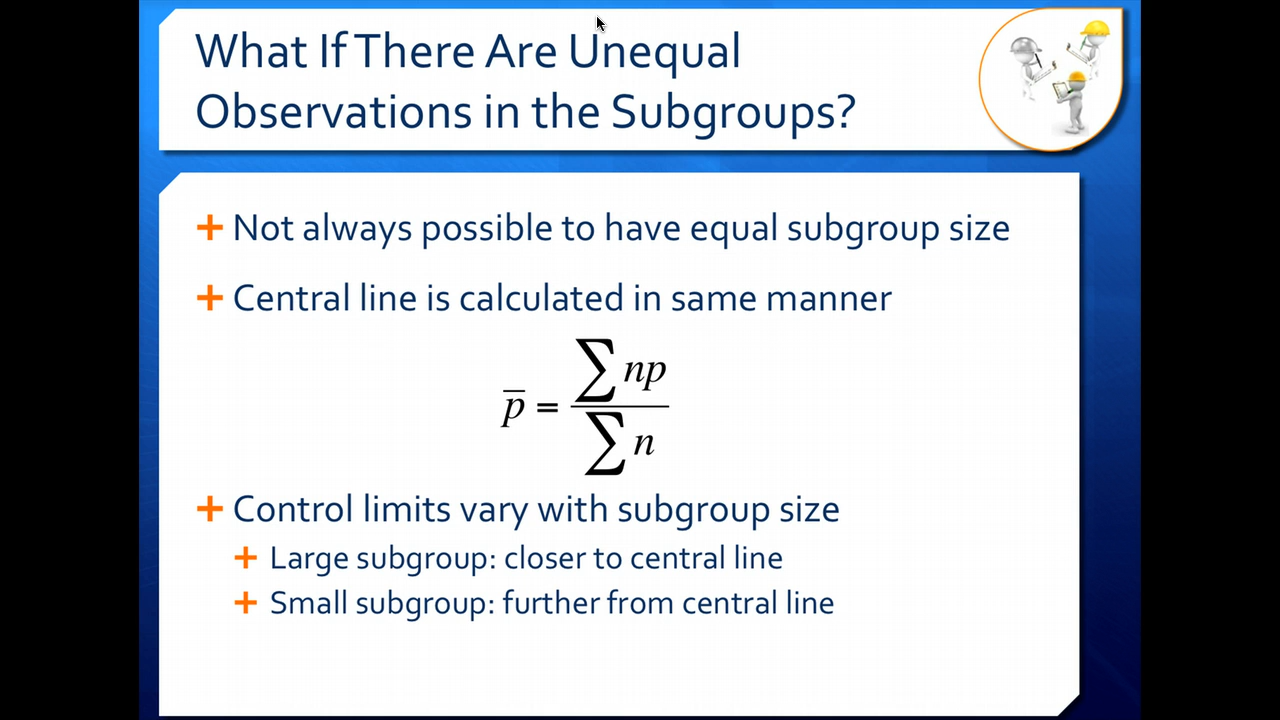 What If There Are Unequal
Observations in the Subgroups?
+ Not always possible to have equal subgroup size
+ Central line is calculated in same manner
p̅ = ∑np / ∑n
+ Control limits vary with subgroup size
+ Large subgroup: closer to central line
+ Small subgroup: further from central line